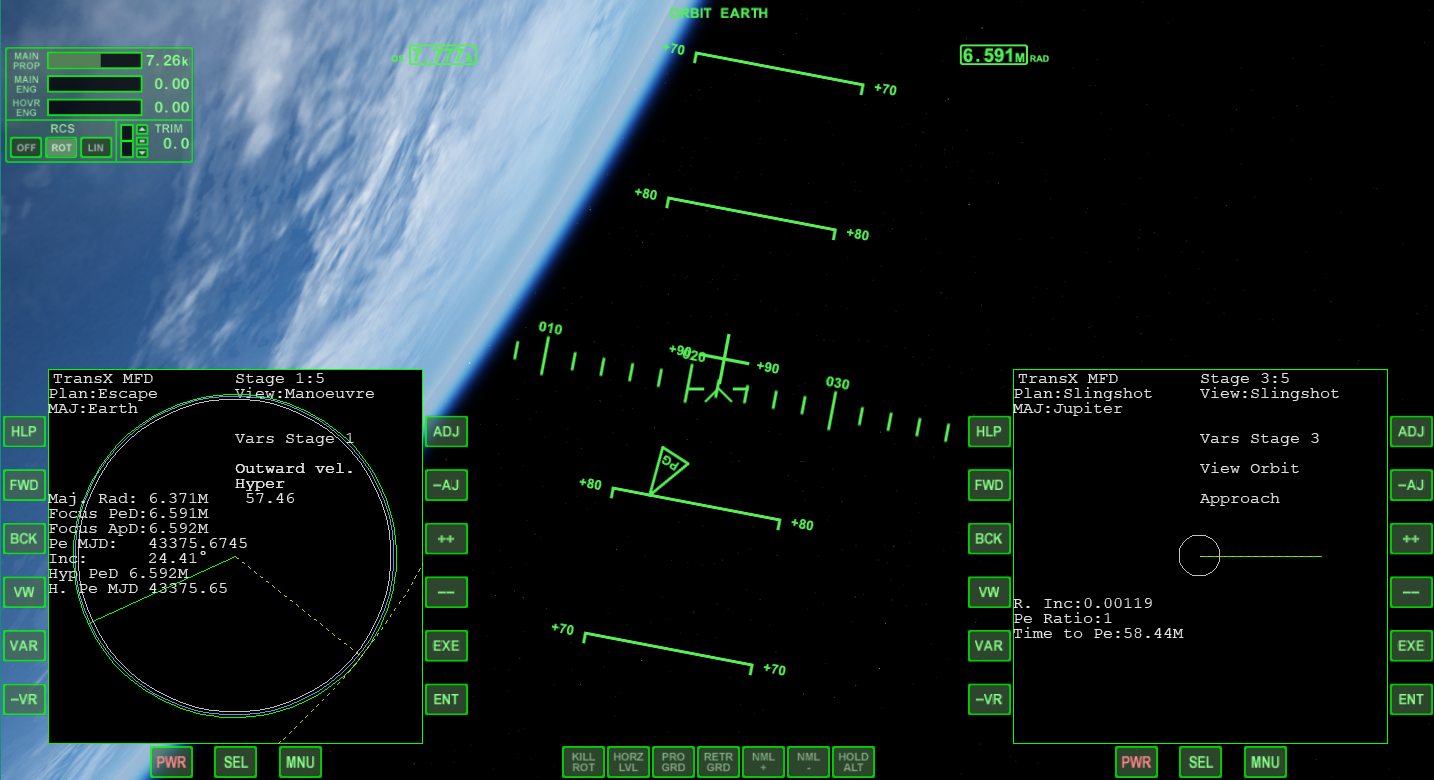 ORBIT EARTH
MAIN PROP 7.26k
MAIN ENG 0.00
HOVR ENG 0.00
RCS
OFF ROT LIN
TRIM
0.0
6.591M RAD
+70 +70
+80 +80
010
+90 020 +90
030
PG
+80 +80
+70 +70
TransX MFD Stage 1:5
Plan:Escape View:Manoeuvre
MAJ:Earth
Vars Stage 1
Outward vel.
Hyper
Maj. Rad: 6.371M 57.46
Focus PeD:6.591M
Focus ApD:6.592M
Pe MJD: 43375.6745
Inc: 24.41°
Hyp PeD 6.592M
H. Pe MJD 43375.65
HLP
FWD
BCK
VW
VAR
−VR
ADJ
−AJ
++
−−
EXE
ENT
PWR SEL MNU
KILL ROT
HORZ LVL
PRO GRD
RETR GRD
NML +
NML -
HOLD ALT
TransX MFD Stage 3:5
Plan:Slingshot View:Slingshot
MAJ:Jupiter
Vars Stage 3
View Orbit
Approach
R. Inc:0.00119
Pe Ratio:1
Time to Pe:58.44M
HLP
FWD
BCK
VW
VAR
−VR
ADJ
−AJ
++
−−
EXE
ENT
PWR SEL MNU